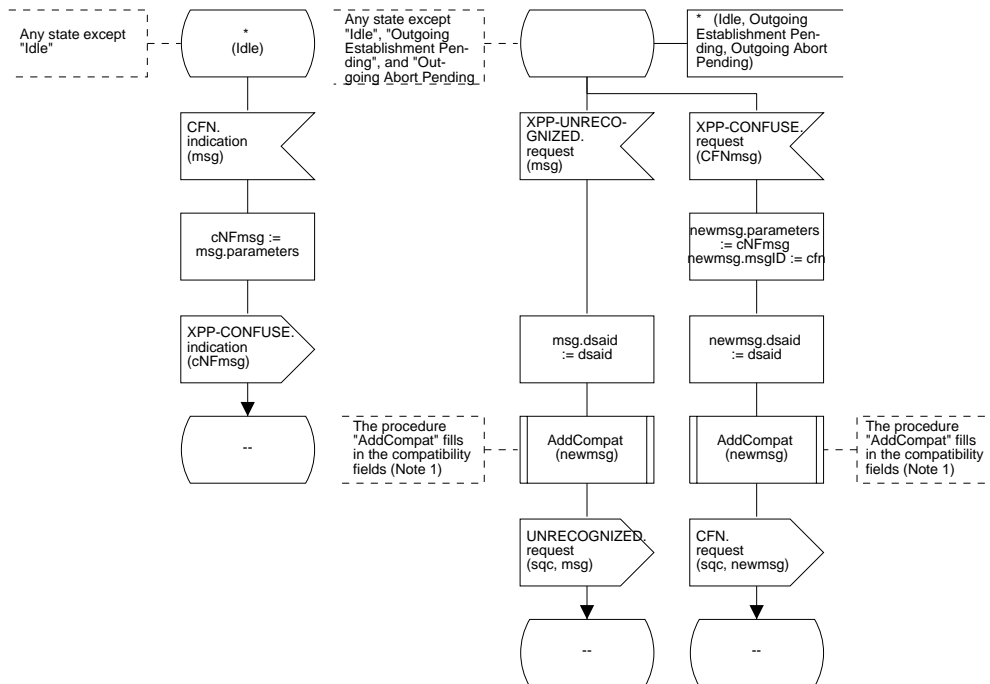 Any state except
"Idle"
*
(Idle)
CFN.
indication
(msg)
cNFmsg :=
msg.parameters
XPP-CONFUSE.
indication
(cNFmsg)
--
Any state except
"Idle", "Outgoing
Establishment Pen-
ding", and "Out-
going Abort Pending
* (Idle, Outgoing
Establishment Pen-
ding, Outgoing Abort
Pending)
XPP-UNRECO-
GNIZED.
request
(msg)
msg.dsaid
:= dsaid
The procedure
"AddCompat" fills
in the compatibility
fields (Note 1)
AddCompat
(newmsg)
UNRECOGNIZED.
request
(sqc, msg)
--
XPP-CONFUSE.
request
(CFNmsg)
newmsg.parameters
:= cNFmsg
newmsg.msgID := cfn
newmsg.dsaid
:= dsaid
AddCompat
(newmsg)
The procedure
"AddCompat" fills
in the compatibility
fields (Note 1)
CFN.
request
(sqc, newmsg)
--